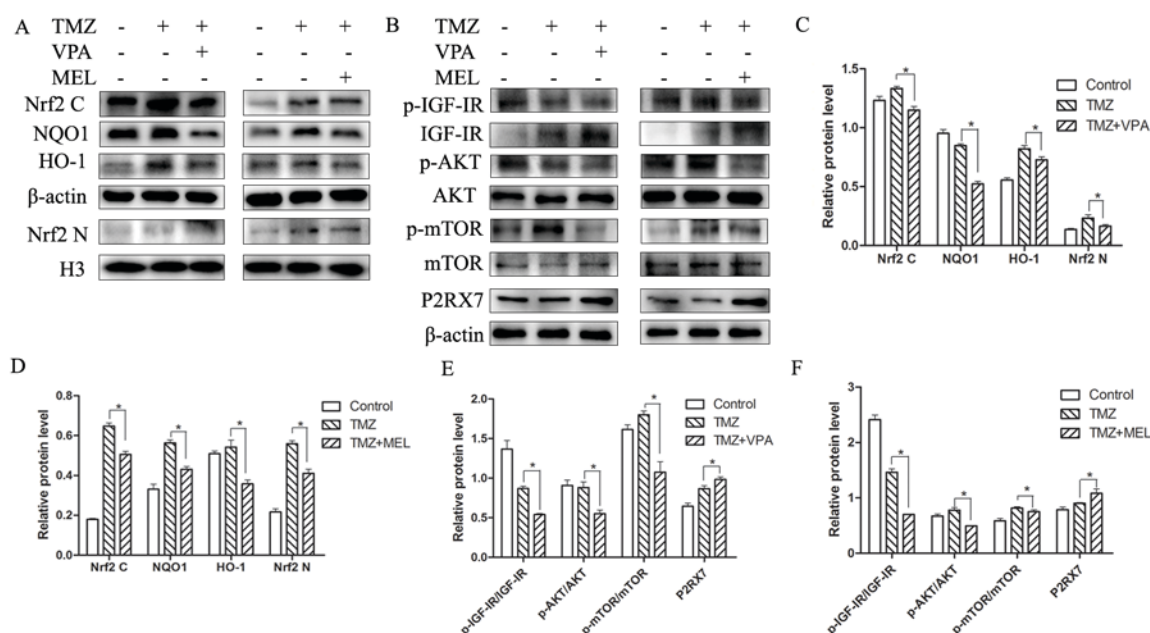 A
TMZ - + + - + +
VPA - - + - - -
MEL - - - - - +
Nrf2 C
NQO1
HO-1
β-actin
Nrf2 N
H3
B
TMZ - + + - + +
VPA - - + - - -
MEL - - - - - +
p-IGF-IR
IGF-IR
p-AKT
AKT
p-mTOR
mTOR
P2RX7
β-actin
C
Relative protein level
1.5
1.0
0.5
0.0
* * * *
Nrf2 C NQO1 HO-1 Nrf2 N
Control
TMZ
TMZ+VPA
D
Relative protein level
0.8
0.6
0.4
0.2
0.0
* * * *
Nrf2 C NQO1 HO-1 Nrf2 N
Control
TMZ
TMZ+MEL
E
Relative protein level
2.0
1.5
1.0
0.5
0.0
* * * *
p-IGF-IR/IGF-IR p-AKT/AKT p-mTOR/mTOR P2RX7
Control
TMZ
TMZ+VPA
F
Relative protein level
3
2
1
0
* * * *
p-IGF-IR/IGF-IR p-AKT/AKT p-mTOR/mTOR P2RX7
Control
TMZ
TMZ+MEL